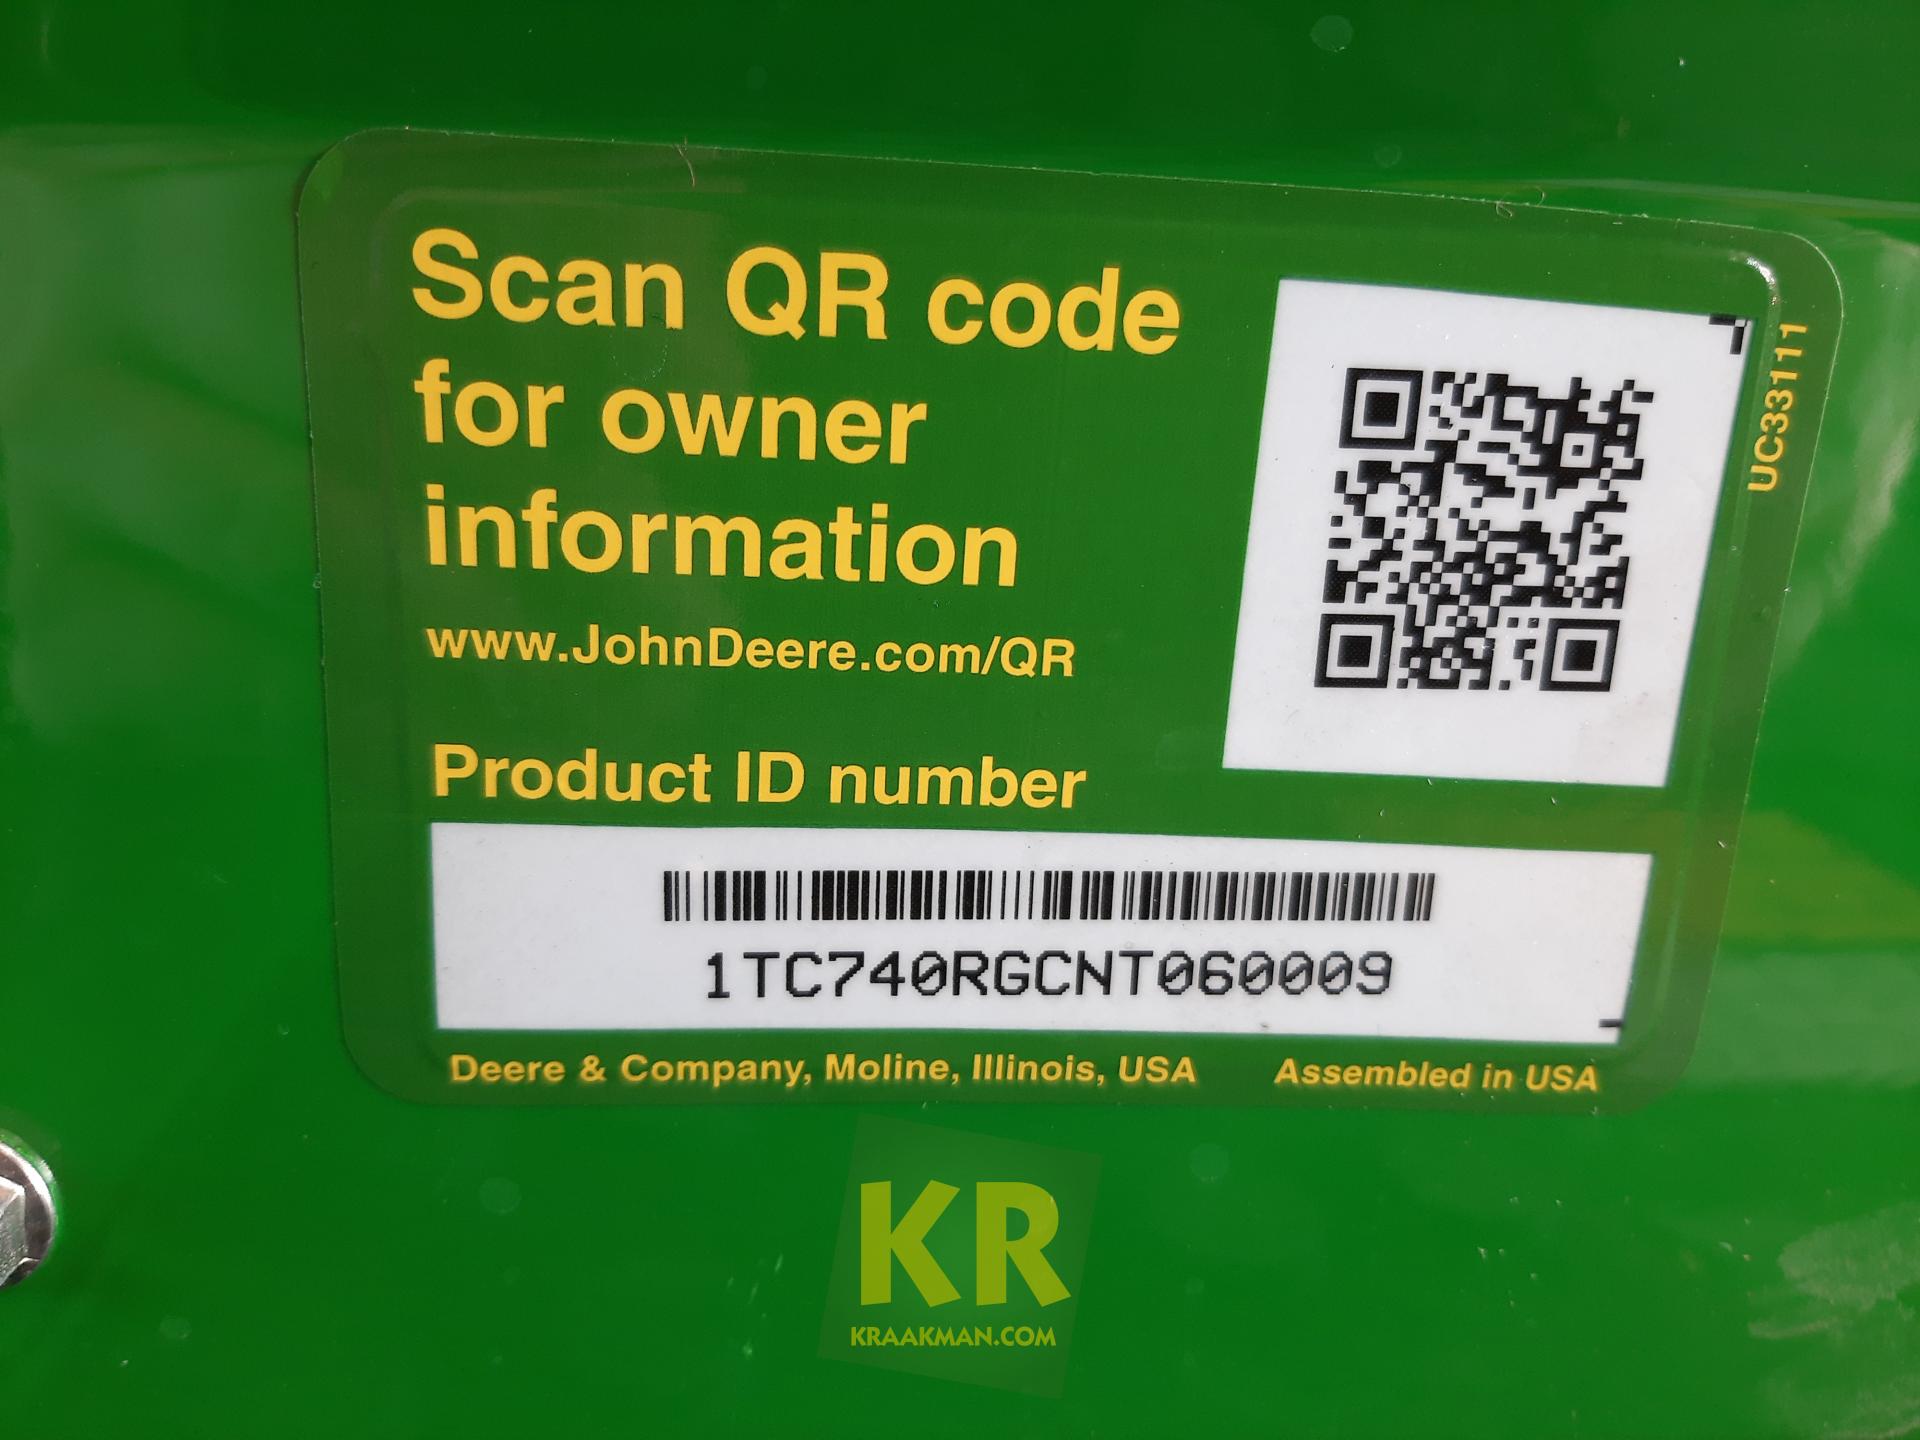 Scan QR code
for owner
information
www.JohnDeere.com/QR
UC33111
Product ID number
1TC740RGCNT060009
Deere & Company, Moline, Illinois, USA Assembled in USA
KR
KRAAKMAN.COM